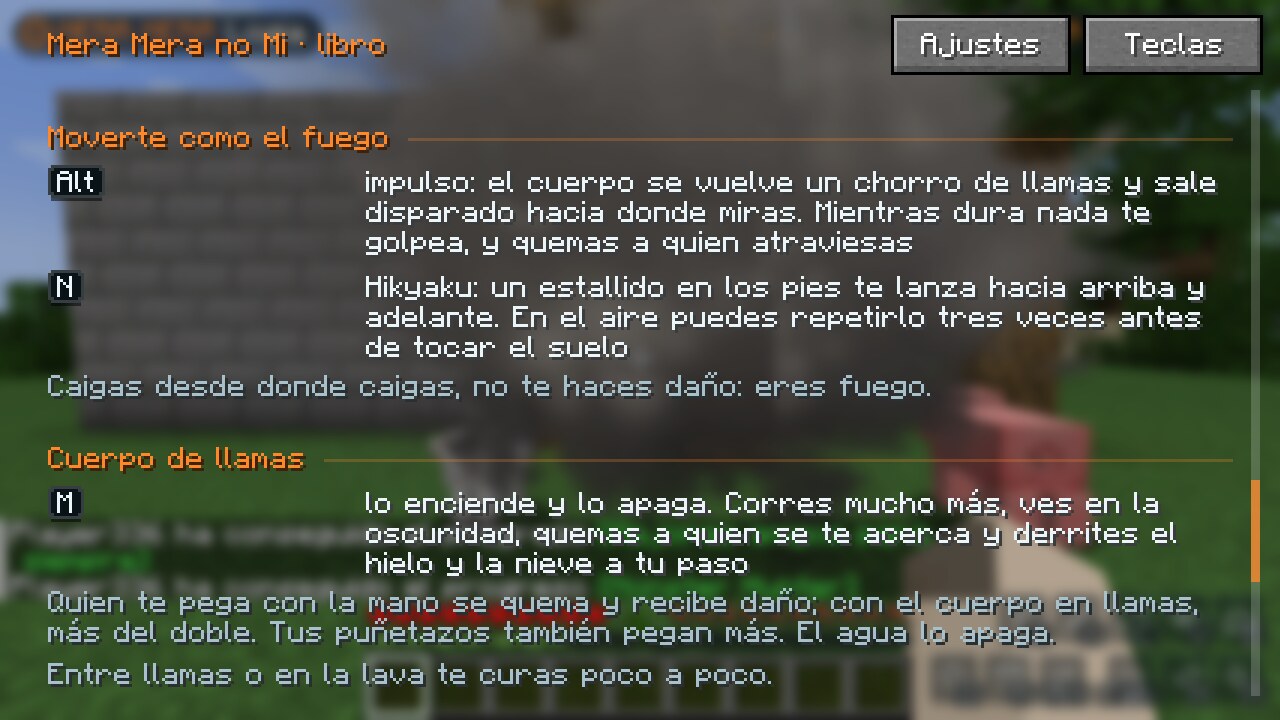 Mera Mera no Mi · libro
Ajustes
Teclas
Moverte como el fuego
Alt
impulso: el cuerpo se vuelve un chorro de llamas y sale
disparado hacia donde miras. Mientras dura nada te
golpea, y quemas a quien atraviesas
N
Hikyaku: un estallido en los pies te lanza hacia arriba y
adelante. En el aire puedes repetirlo tres veces antes
de tocar el suelo
Caigas desde donde caigas, no te haces daño: eres fuego.
Cuerpo de llamas
M
lo enciende y lo apaga. Corres mucho más, ves en la
oscuridad, quemas a quien se te acerca y derrites el
hielo y la nieve a tu paso
Quien te pega con la mano se quema y recibe daño; con el cuerpo en llamas,
más del doble. Tus puñetazos también pegan más. El agua lo apaga.
Entre llamas o en la lava te curas poco a poco.